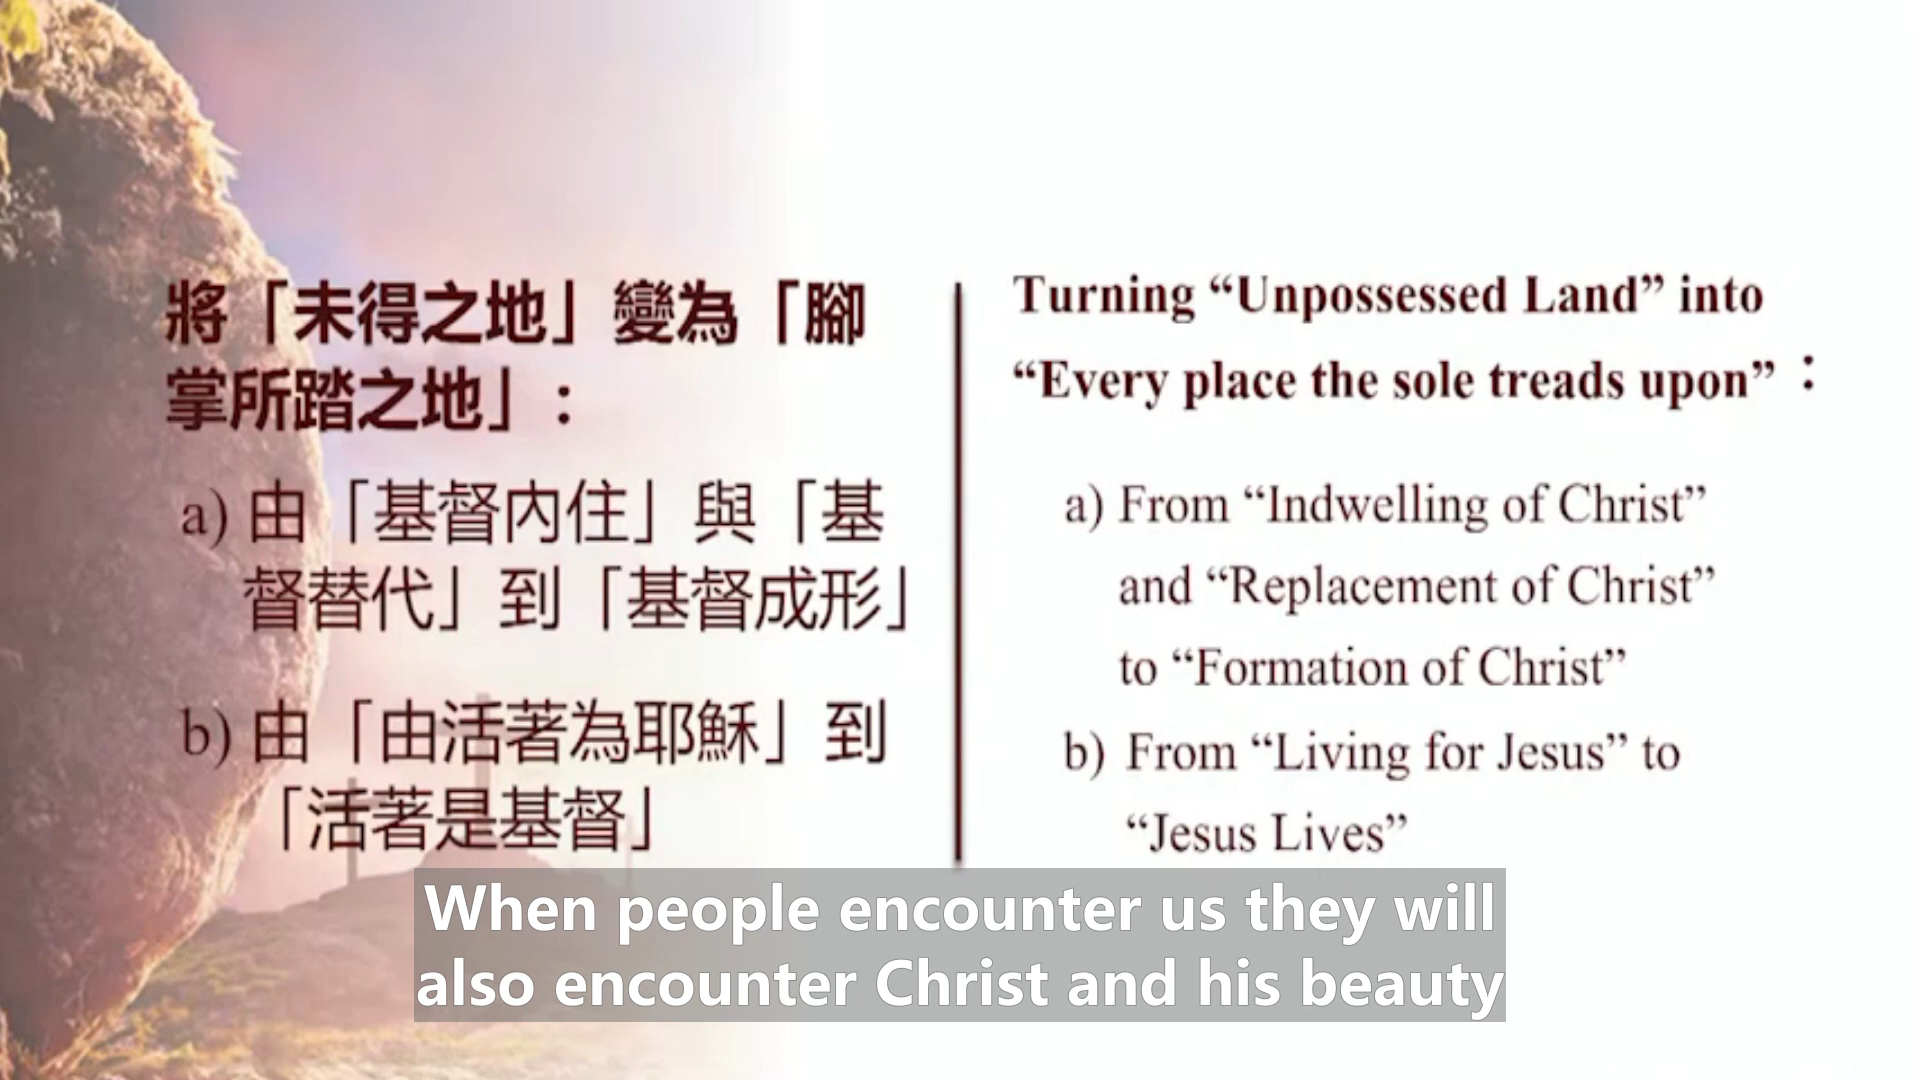 將「未得之地」變為「腳
掌所踏之地」:
a) 由「基督內住」與「基
督替代」到「基督成形」
b) 由「由活著為耶穌」到
「活著是基督」
Turning “Unpossessed Land” into
“Every place the sole treads upon”:
a) From “Indwelling of Christ”
and “Replacement of Christ”
to “Formation of Christ”
b) From “Living for Jesus” to
“Jesus Lives”
When people encounter us they will
also encounter Christ and his beauty